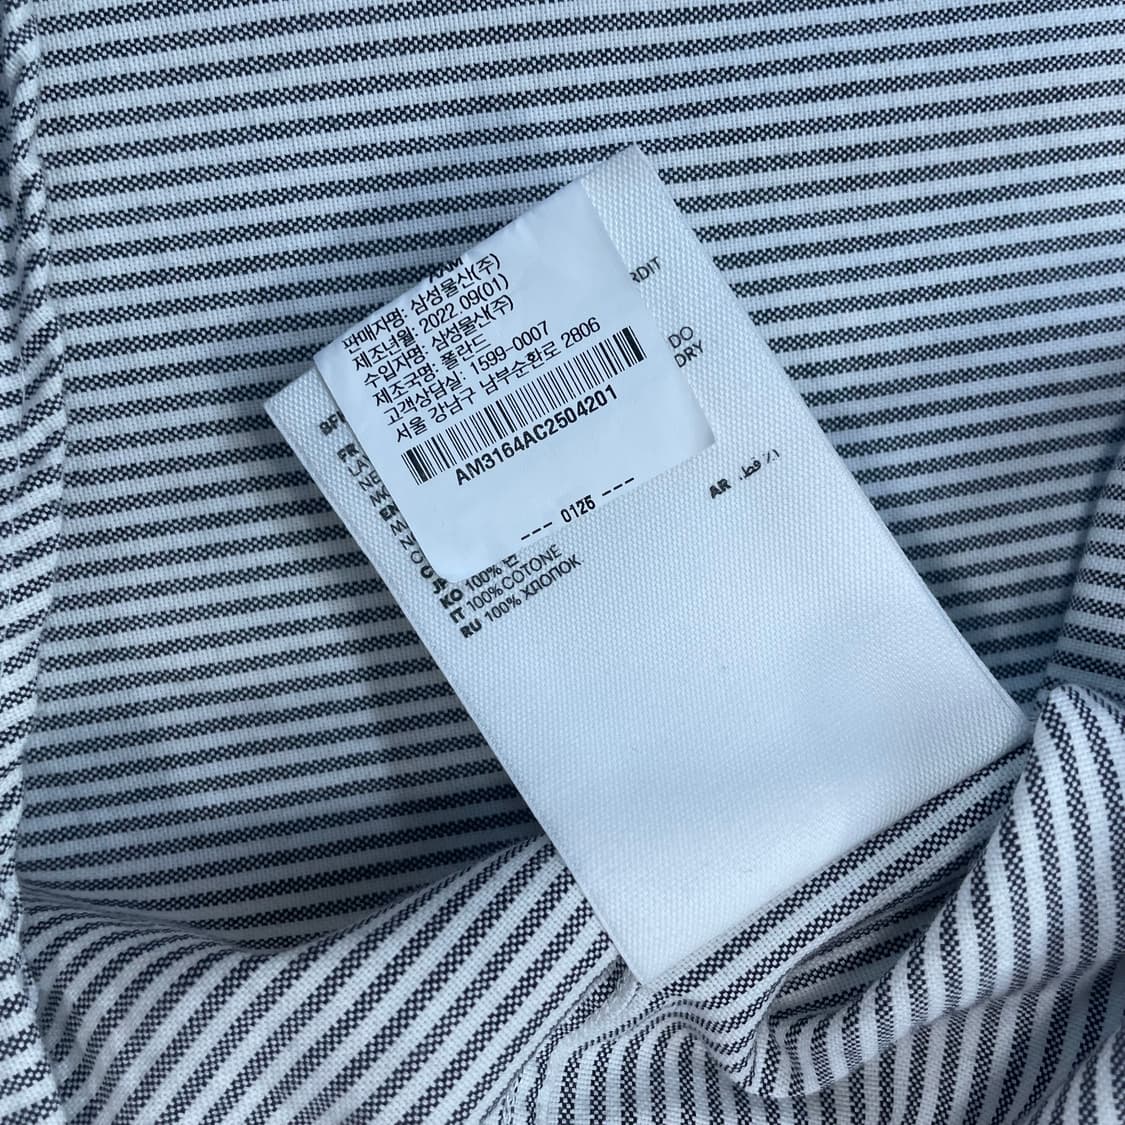 판매자명: 삼성물산(주)
제조년월: 2022.09(01)
수입자명: 삼성물산(주)
제조국명: 폴란드
고객상담실: 1599-0007
서울 강남구 남부순환로 2806
AM3164AC2504201
--- 0125 ---
KO 100% 면
IT 100%COTONE
RU 100% ХЛОПОК
RDIT
DO
DRY
AR